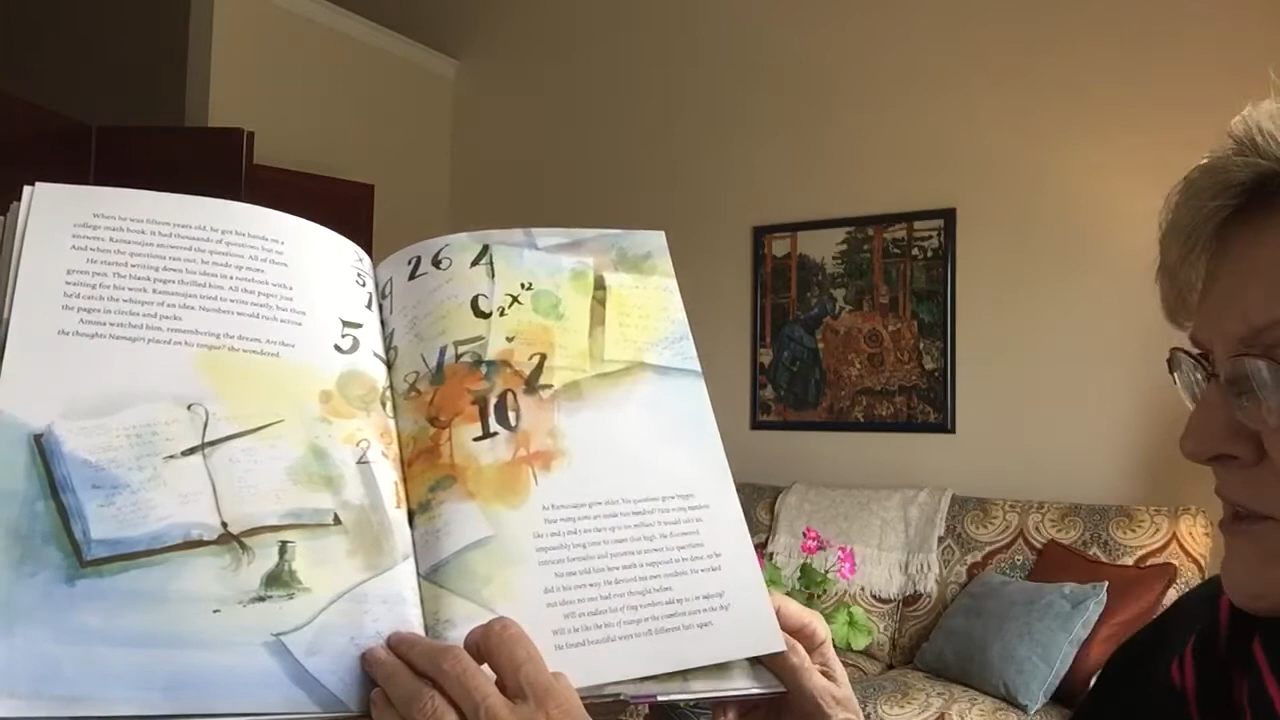 When he was fifteen years old, he got his hands on a
college math book. It had thousands of questions but no
answers. Ramanujan answered the questions. All of them.
And when the questions ran out, he made up more.
He started writing down his ideas in a notebook with a
green pen. The blank pages thrilled him. All that paper just
waiting for his work. Ramanujan tried to write neatly, but then
he'd catch the whisper of an idea. Numbers would rush across
the pages in circles and packs.
Amma watched him, remembering the dream. Are these
the thoughts Namagiri placed on his tongue? she wondered.
5
1
5
2
26 4
9
C₂x¹²
8√5
2
10
As Ramanujan grew older, his questions grew bigger.
How many sums are inside two hundred? How many numbers
like 1 and 3 and 5 are there up to ten million? It would take an
impossibly long time to count that high. He discovered
intricate formulas and patterns to answer his questions.
No one told him how math is supposed to be done, so he
did it his own way. He devised his own symbols. He worked
out ideas no one had ever thought before.
Will an endless list of tiny numbers add up to 1 or infinity?
Will it be like the bits of mango or the countless stars in the sky?
He found beautiful ways to tell different fates apart.